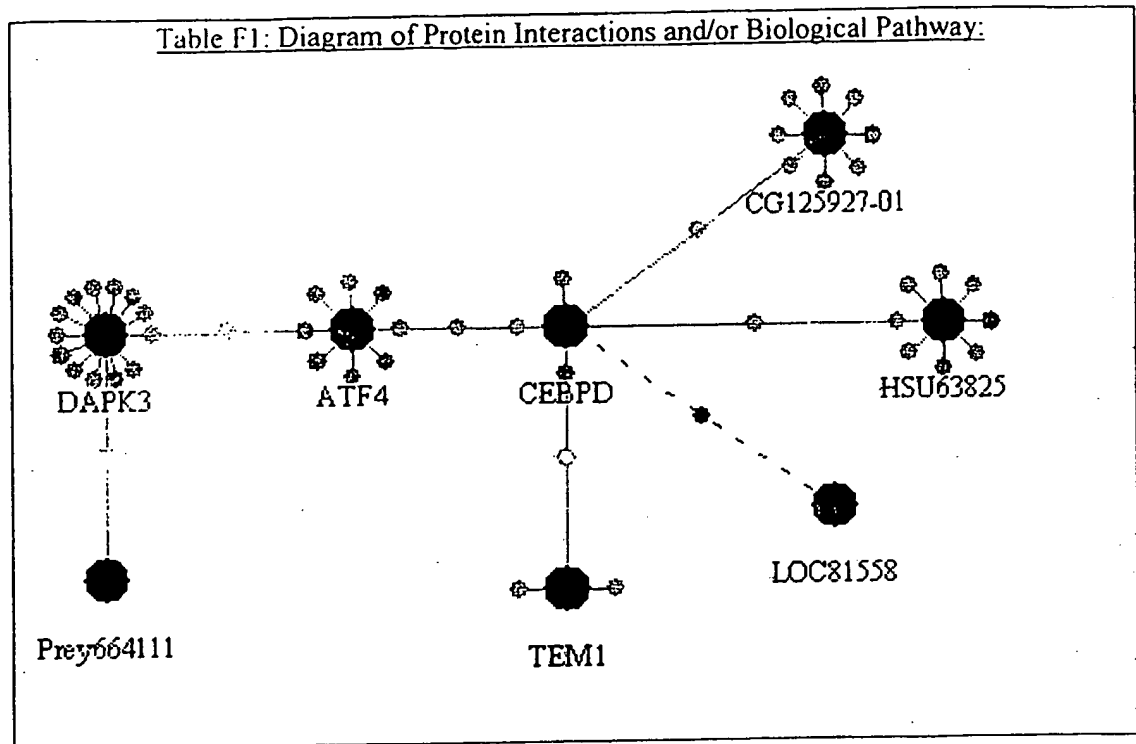 Table F1: Diagram of Protein Interactions and/or Biological Pathway:
CG125927-01
DAPK3
ATF4
CEBPD
HSU63825
LOC81558
Prey664111
TEM1